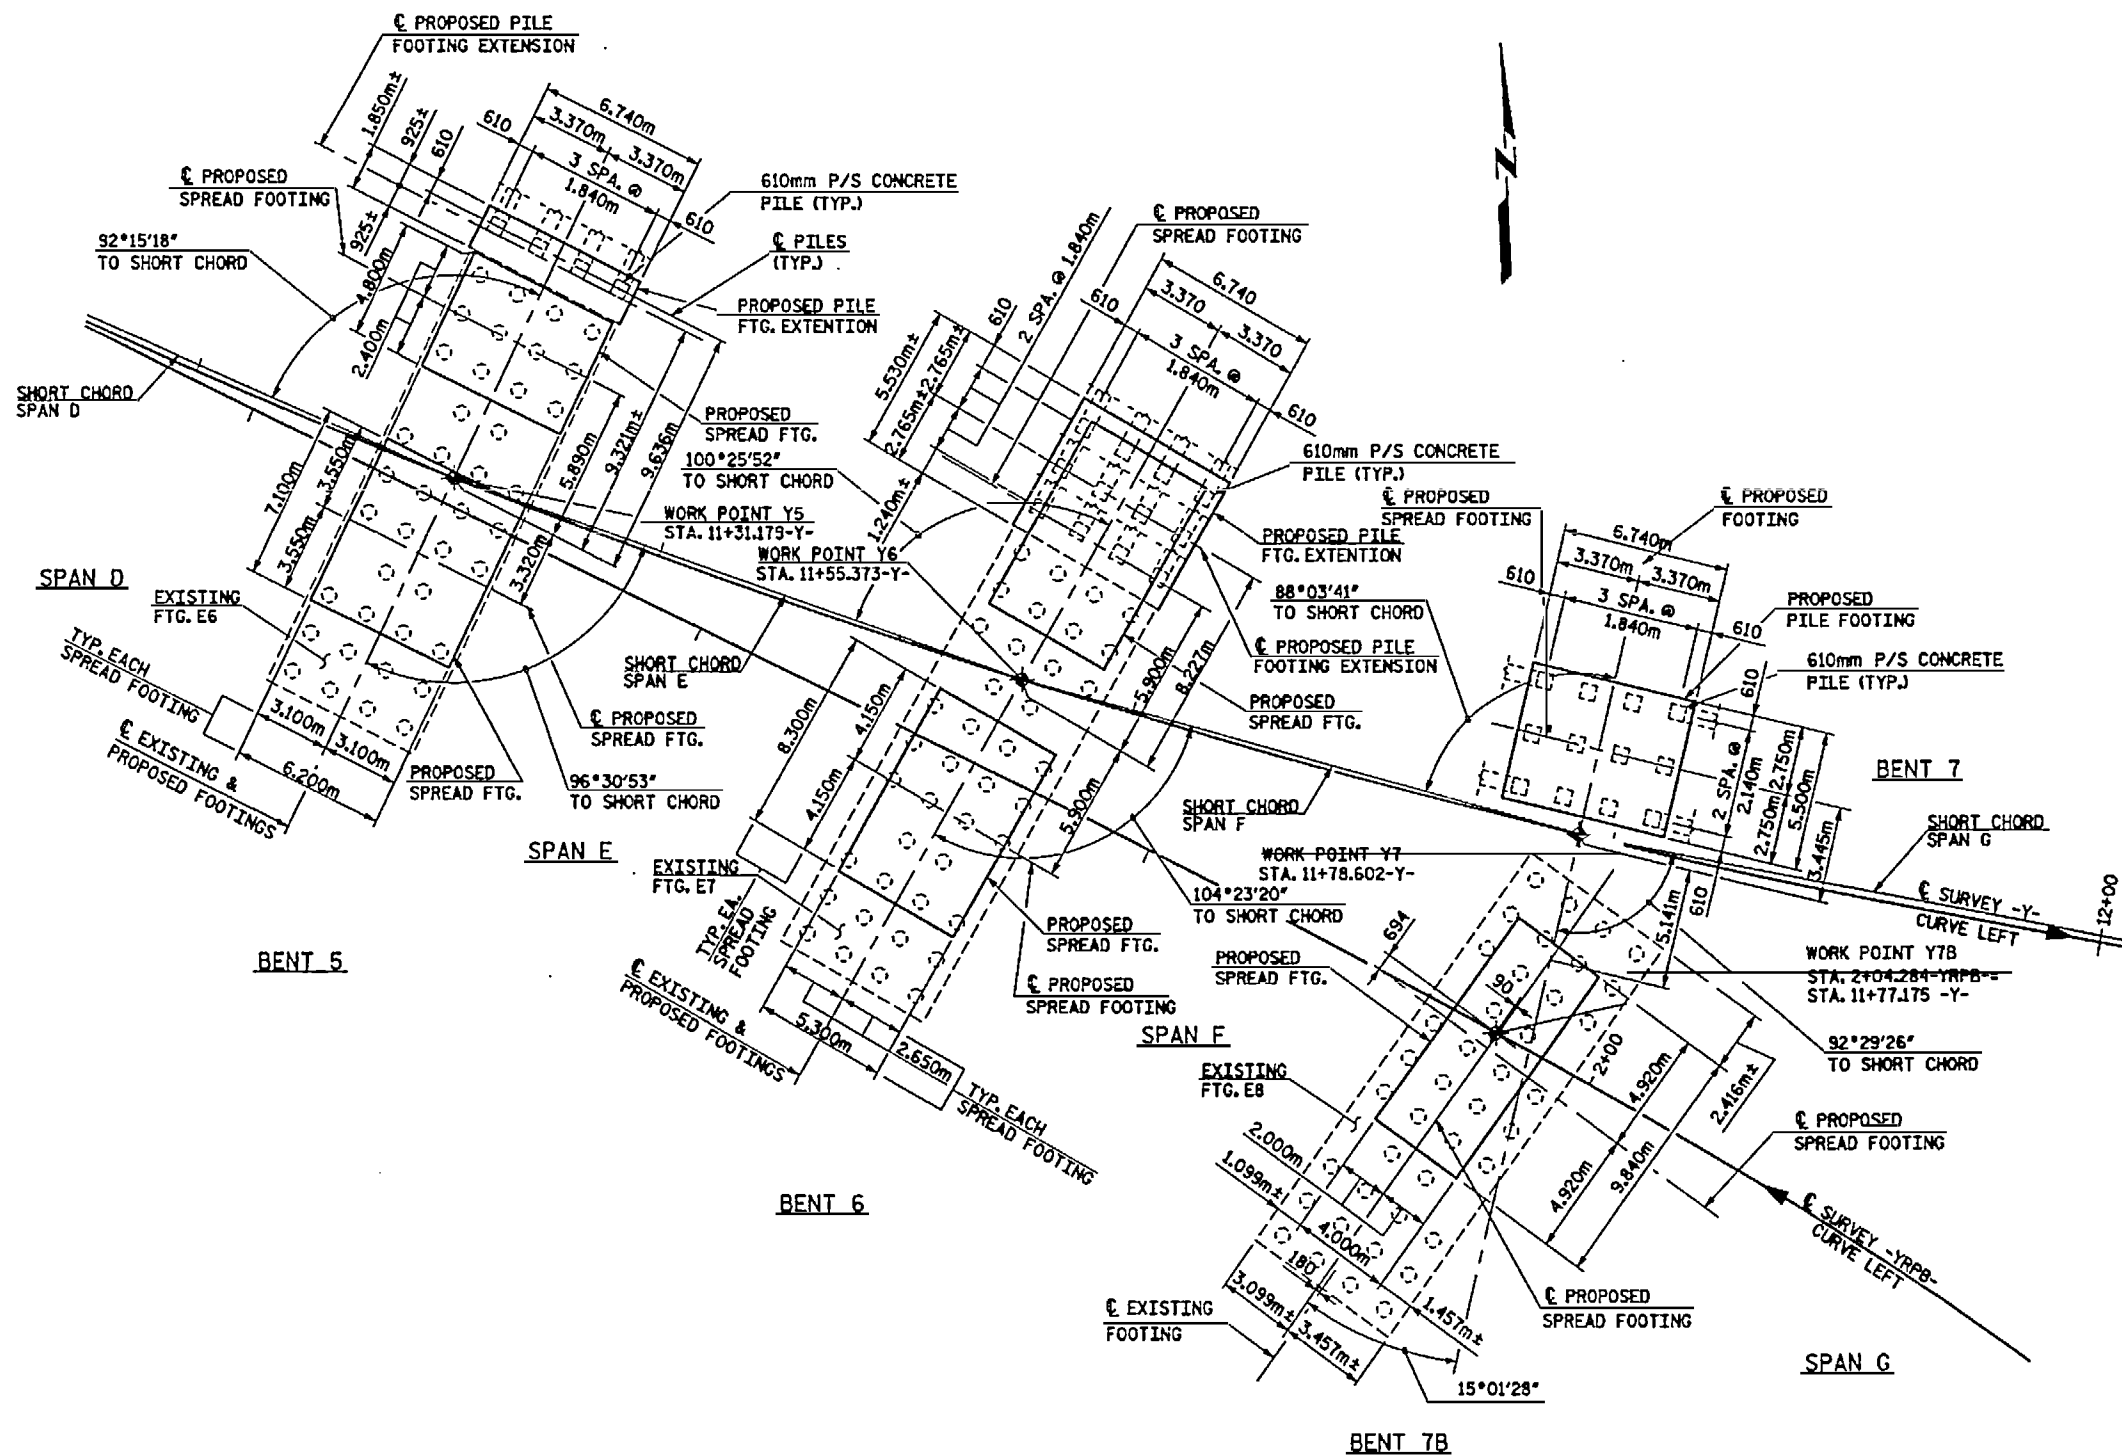 ℄ PROPOSED PILE
FOOTING EXTENSION
1.850m±
925±
610
925±
4.800m
2.400m
610
6.740m
3.370m
3.370m
3 SPA. @
1.840m
610
℄ PROPOSED
SPREAD FOOTING
92°15'18"
TO SHORT CHORD
610mm P/S CONCRETE
PILE (TYP.)
℄ PILES
(TYP.)
PROPOSED PILE
FTG. EXTENTION
SHORT CHORD
SPAN D
PROPOSED
SPREAD FTG.
5.890m
9.321m±
9.636m
3.320m
7.100m
3.550m
3.550m
WORK POINT Y5
STA. 11+31.179-Y-
SPAN D
EXISTING
FTG. E6
TYP. EACH
SPREAD FOOTING
℄ EXISTING &
PROPOSED FOOTINGS
3.100m
3.100m
6.200m
PROPOSED
SPREAD FTG.
96°30'53"
TO SHORT CHORD
℄ PROPOSED
SPREAD FTG.
SPAN E
BENT 5
N
℄ PROPOSED
SPREAD FOOTING
610
2 SPA. @ 1.840m
5.530m±
2.765m±
2.765m±
1.240m±
610
6.740
3.370
3.370
3 SPA. @
1.840m
610
100°25'52"
TO SHORT CHORD
610mm P/S CONCRETE
PILE (TYP.)
WORK POINT Y6
STA. 11+55.373-Y-
PROPOSED PILE
FTG. EXTENTION
℄ PROPOSED PILE
FOOTING EXTENSION
PROPOSED
SPREAD FTG.
5.900m
8.227m
5.900m
SHORT CHORD
SPAN E
8.300m
4.150m
4.150m
EXISTING
FTG. E7
TYP. EA.
SPREAD
FOOTING
℄ EXISTING &
PROPOSED FOOTINGS
5.300m
2.650m
TYP. EACH
SPREAD FOOTING
PROPOSED
SPREAD FTG.
℄ PROPOSED
SPREAD FOOTING
104°23'20"
TO SHORT CHORD
SHORT CHORD
SPAN F
SPAN F
BENT 6
℄ PROPOSED
SPREAD FOOTING
℄ PROPOSED
FOOTING
6.740m
3.370m
3.370m
610
3 SPA. @
1.840m
610
88°03'41"
TO SHORT CHORD
PROPOSED
PILE FOOTING
610mm P/S CONCRETE
PILE (TYP.)
610
2 SPA. @
2.140m
2.750m
2.750m
5.500m
3.445m
610
5.141m
BENT 7
SHORT CHORD
SPAN G
℄ SURVEY -Y-
CURVE LEFT
12+00
WORK POINT Y7
STA. 11+78.602-Y-
WORK POINT Y7B
STA. 2+04.284-YRPB-=
STA. 11+77.175 -Y-
92°29'26"
TO SHORT CHORD
694
90
PROPOSED
SPREAD FTG.
EXISTING
FTG. E8
2+00
4.920m
4.920m
9.840m
2.416m±
℄ PROPOSED
SPREAD FOOTING
2.000m
1.099m±
4.000m
180
3.099m±
3.457m±
1.457m±
℄ EXISTING
FOOTING
℄ PROPOSED
SPREAD FOOTING
15°01'28"
℄ SURVEY -YRPB-
CURVE LEFT
SPAN G
BENT 7B